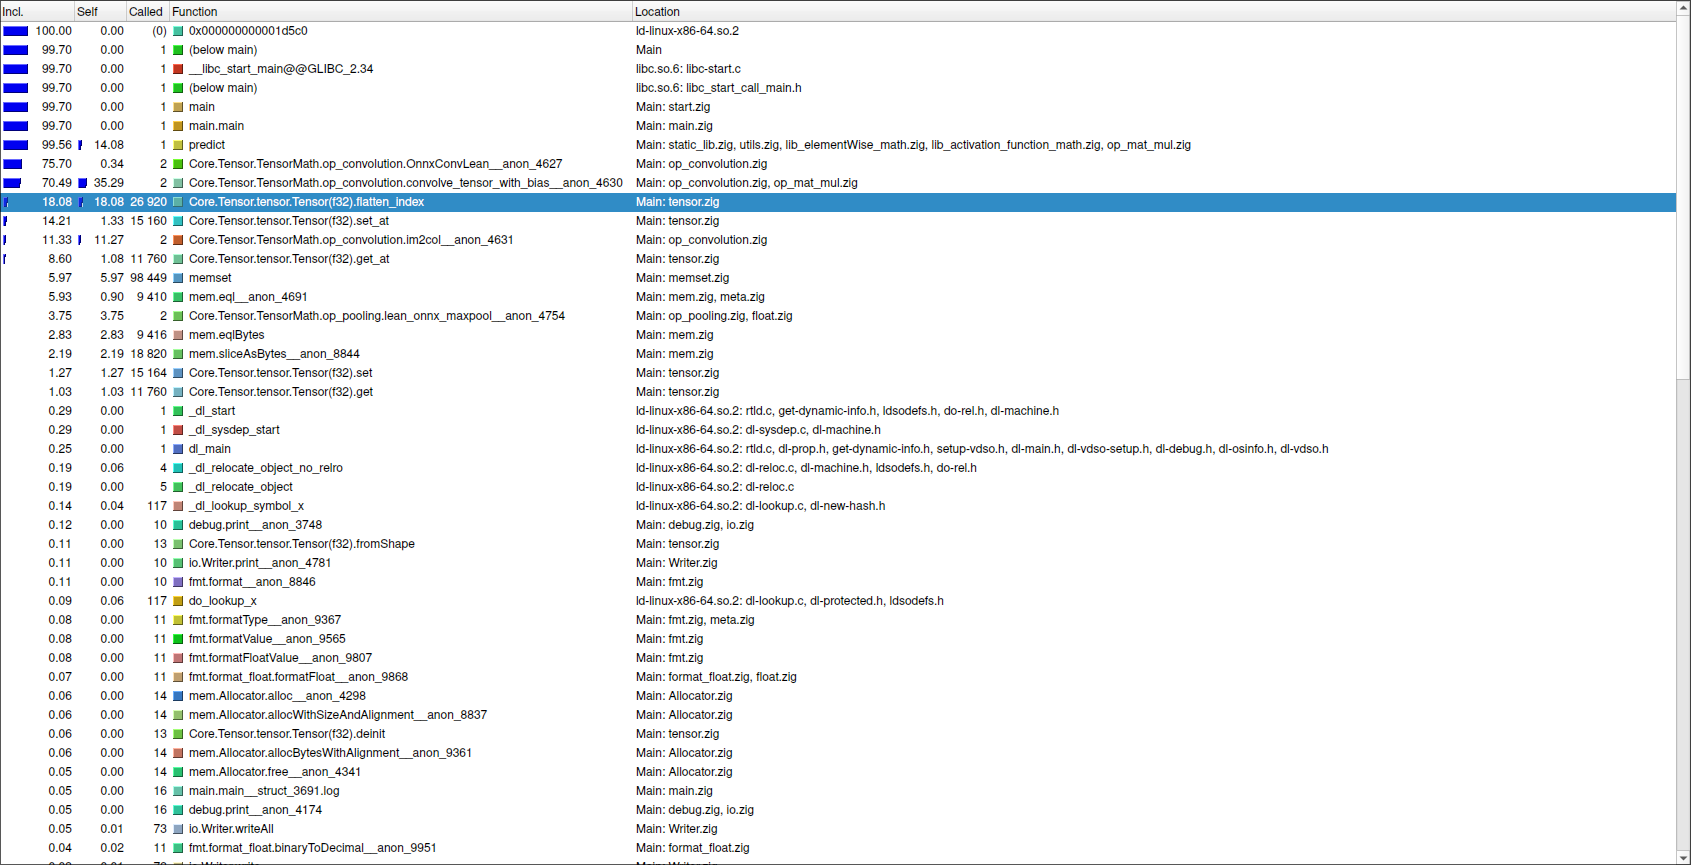 Incl. Self Called Function Location
100.00 0.00 (0) 0x000000000001d5c0 ld-linux-x86-64.so.2
99.70 0.00 1 (below main) Main
99.70 0.00 1 __libc_start_main@@GLIBC_2.34 libc.so.6: libc-start.c
99.70 0.00 1 (below main) libc.so.6: libc_start_call_main.h
99.70 0.00 1 main Main: start.zig
99.70 0.00 1 main.main Main: main.zig
99.56 14.08 1 predict Main: static_lib.zig, utils.zig, lib_elementWise_math.zig, lib_activation_function_math.zig, op_mat_mul.zig
75.70 0.34 2 Core.Tensor.TensorMath.op_convolution.OnnxConvLean__anon_4627 Main: op_convolution.zig
70.49 35.29 2 Core.Tensor.TensorMath.op_convolution.convolve_tensor_with_bias__anon_4630 Main: op_convolution.zig, op_mat_mul.zig
18.08 18.08 26 920 Core.Tensor.tensor.Tensor(f32).flatten_index Main: tensor.zig
14.21 1.33 15 160 Core.Tensor.tensor.Tensor(f32).set_at Main: tensor.zig
11.33 11.27 2 Core.Tensor.TensorMath.op_convolution.im2col__anon_4631 Main: op_convolution.zig
8.60 1.08 11 760 Core.Tensor.tensor.Tensor(f32).get_at Main: tensor.zig
5.97 5.97 98 449 memset Main: memset.zig
5.93 0.90 9 410 mem.eql__anon_4691 Main: mem.zig, meta.zig
3.75 3.75 2 Core.Tensor.TensorMath.op_pooling.lean_onnx_maxpool__anon_4754 Main: op_pooling.zig, float.zig
2.83 2.83 9 416 mem.eqlBytes Main: mem.zig
2.19 2.19 18 820 mem.sliceAsBytes__anon_8844 Main: mem.zig
1.27 1.27 15 164 Core.Tensor.tensor.Tensor(f32).set Main: tensor.zig
1.03 1.03 11 760 Core.Tensor.tensor.Tensor(f32).get Main: tensor.zig
0.29 0.00 1 _dl_start ld-linux-x86-64.so.2: rtld.c, get-dynamic-info.h, ldsodefs.h, do-rel.h, dl-machine.h
0.29 0.00 1 _dl_sysdep_start ld-linux-x86-64.so.2: dl-sysdep.c, dl-machine.h
0.25 0.00 1 dl_main ld-linux-x86-64.so.2: rtld.c, dl-prop.h, get-dynamic-info.h, setup-vdso.h, dl-main.h, dl-vdso-setup.h, dl-debug.h, dl-osinfo.h, dl-vdso.h
0.19 0.06 4 _dl_relocate_object_no_relro ld-linux-x86-64.so.2: dl-reloc.c, dl-machine.h, ldsodefs.h, do-rel.h
0.19 0.00 5 _dl_relocate_object ld-linux-x86-64.so.2: dl-reloc.c
0.14 0.04 117 _dl_lookup_symbol_x ld-linux-x86-64.so.2: dl-lookup.c, dl-new-hash.h
0.12 0.00 10 debug.print__anon_3748 Main: debug.zig, io.zig
0.11 0.00 13 Core.Tensor.tensor.Tensor(f32).fromShape Main: tensor.zig
0.11 0.00 10 io.Writer.print__anon_4781 Main: Writer.zig
0.11 0.00 10 fmt.format__anon_8846 Main: fmt.zig
0.09 0.06 117 do_lookup_x ld-linux-x86-64.so.2: dl-lookup.c, dl-protected.h, ldsodefs.h
0.08 0.00 11 fmt.formatType__anon_9367 Main: fmt.zig, meta.zig
0.08 0.00 11 fmt.formatValue__anon_9565 Main: fmt.zig
0.08 0.00 11 fmt.formatFloatValue__anon_9807 Main: fmt.zig
0.07 0.00 11 fmt.format_float.formatFloat__anon_9868 Main: format_float.zig, float.zig
0.06 0.00 14 mem.Allocator.alloc__anon_4298 Main: Allocator.zig
0.06 0.00 14 mem.Allocator.allocWithSizeAndAlignment__anon_8837 Main: Allocator.zig
0.06 0.00 13 Core.Tensor.tensor.Tensor(f32).deinit Main: tensor.zig
0.06 0.00 14 mem.Allocator.allocBytesWithAlignment__anon_9361 Main: Allocator.zig
0.05 0.00 14 mem.Allocator.free__anon_4341 Main: Allocator.zig
0.05 0.00 16 main.main__struct_3691.log Main: main.zig
0.05 0.00 16 debug.print__anon_4174 Main: debug.zig, io.zig
0.05 0.01 73 io.Writer.writeAll Main: Writer.zig
0.04 0.02 11 fmt.format_float.binaryToDecimal__anon_9951 Main: format_float.zig